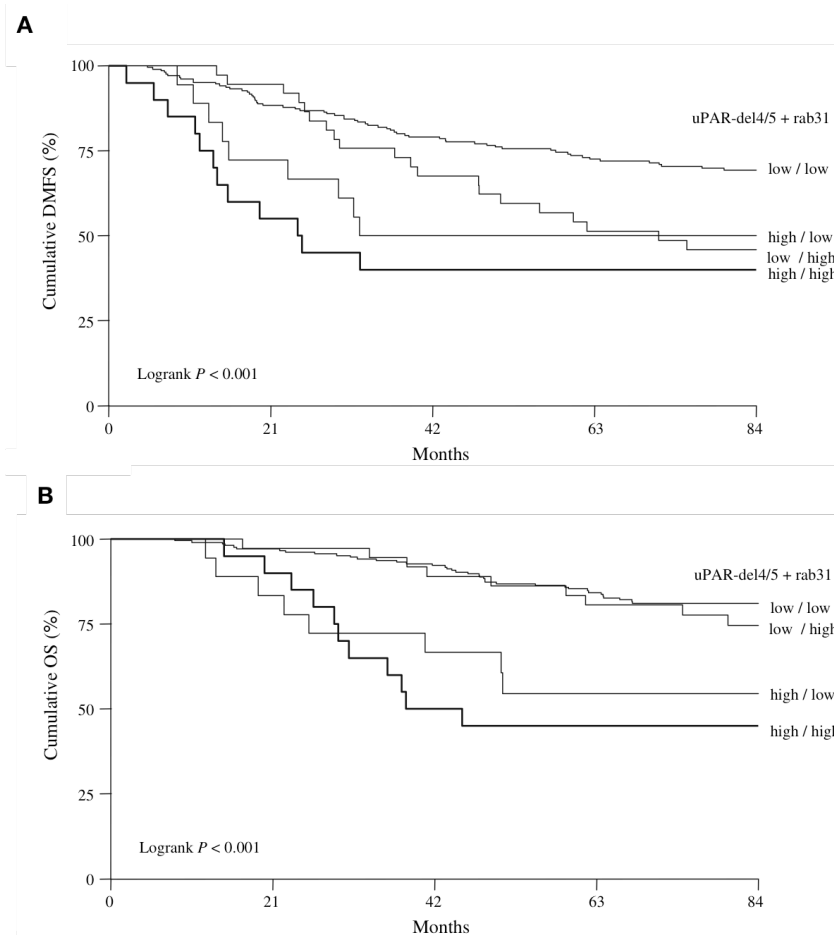 A
Cumulative DMFS (%)
100
75
50
25
0
uPAR-del4/5 + rab31
low / low
high / low
low / high
high / high
Logrank P < 0.001
0 21 42 63 84
Months
B
Cumulative OS (%)
100
75
50
25
0
uPAR-del4/5 + rab31
low / low
low / high
high / low
high / high
Logrank P < 0.001
0 21 42 63 84
Months